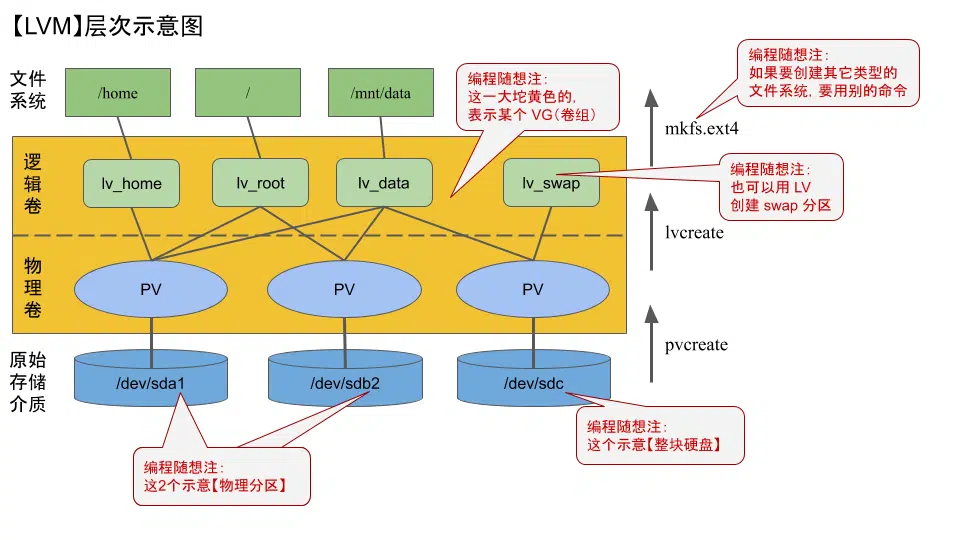 【LVM】层次示意图
文件
系统
/home
/
/mnt/data
编程随想注:
这一大坨黄色的,
表示某个 VG(卷组)
编程随想注:
如果要创建其它类型的
文件系统, 要用别的命令
mkfs.ext4
逻
辑
卷
lv_home
lv_root
lv_data
lv_swap
编程随想注:
也可以用 LV
创建 swap 分区
lvcreate
物
理
卷
PV
PV
PV
pvcreate
原始
存储
介质
/dev/sda1
/dev/sdb2
/dev/sdc
编程随想注:
这2个示意【物理分区】
编程随想注:
这个示意【整块硬盘】